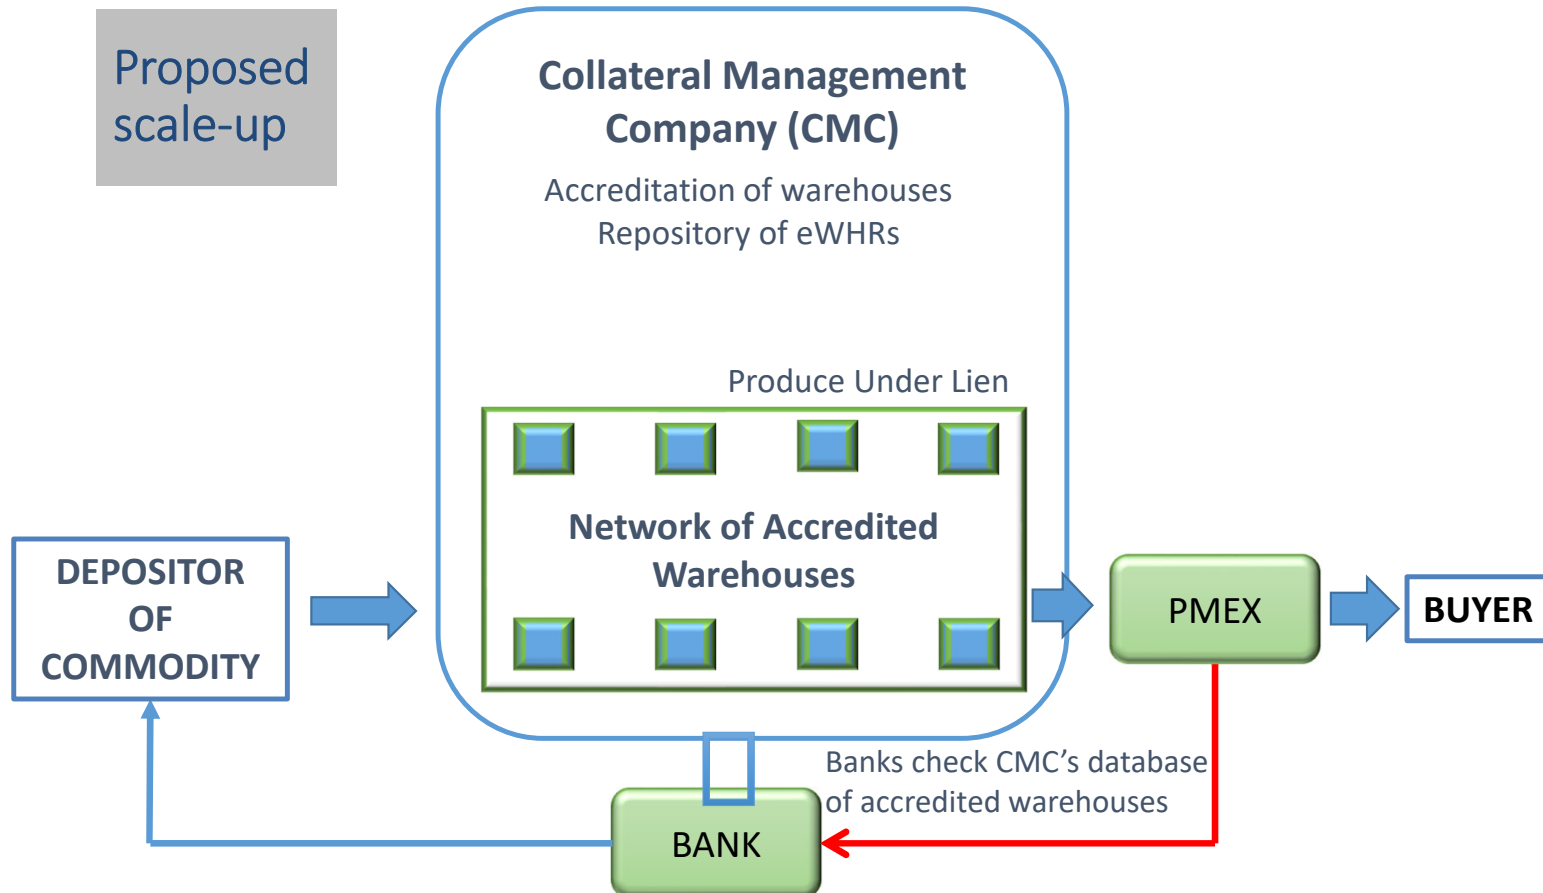 Proposed
scale-up
Collateral Management
Company (CMC)
Accreditation of warehouses
Repository of eWHRs
Produce Under Lien
Network of Accredited
Warehouses
DEPOSITOR
OF
COMMODITY
PMEX
BUYER
Banks check CMC’s database
of accredited warehouses
BANK